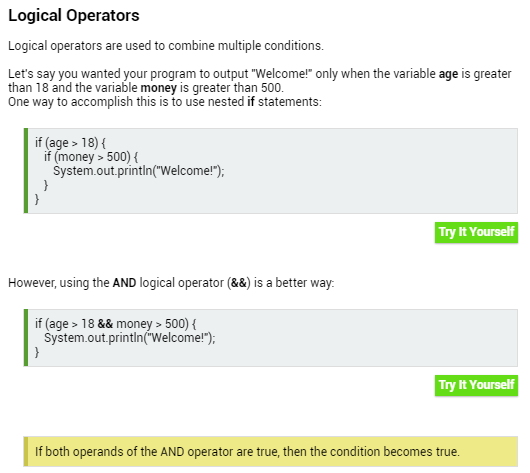 Logical Operators
Logical operators are used to combine multiple conditions.
Let's say you wanted your program to output "Welcome!" only when the variable age is greater
than 18 and the variable money is greater than 500.
One way to accomplish this is to use nested if statements:
if (age > 18) {
if (money > 500) {
System.out.println("Welcome!");
}
}
Try It Yourself
However, using the AND logical operator (&&) is a better way:
if (age > 18 && money > 500) {
System.out.println("Welcome!");
}
Try It Yourself
If both operands of the AND operator are true, then the condition becomes true.